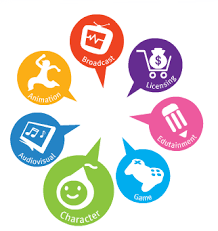 Broadcast
Licensing
Edutainment
Game
Character
Audiovisual
Animation
$